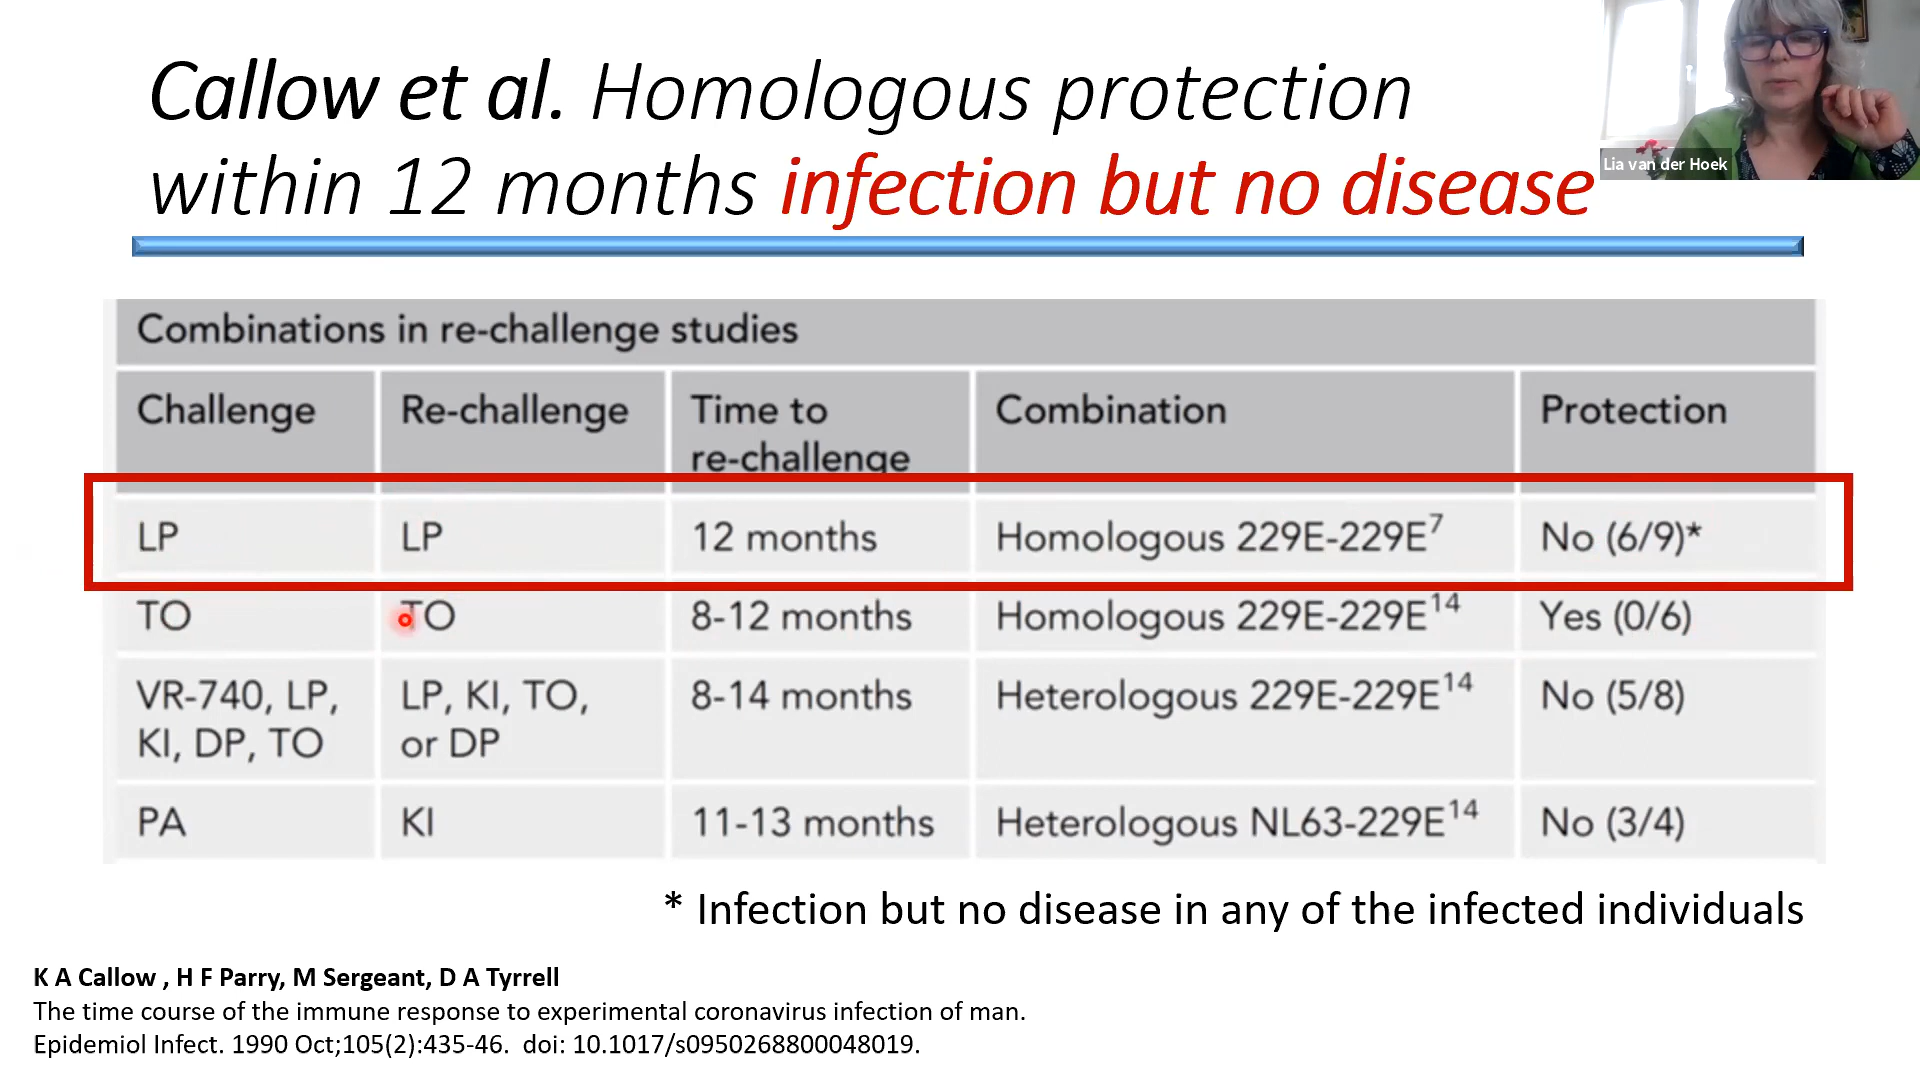 Callow et al. Homologous protection
within 12 months infection but no disease
Lia van der Hoek
Combinations in re-challenge studies
Challenge Re-challenge Time to re-challenge Combination Protection
LP LP 12 months Homologous 229E-229E⁷ No (6/9)*
TO TO 8-12 months Homologous 229E-229E¹⁴ Yes (0/6)
VR-740, LP, KI, DP, TO LP, KI, TO, or DP 8-14 months Heterologous 229E-229E¹⁴ No (5/8)
PA KI 11-13 months Heterologous NL63-229E¹⁴ No (3/4)
* Infection but no disease in any of the infected individuals
K A Callow , H F Parry, M Sergeant, D A Tyrrell
The time course of the immune response to experimental coronavirus infection of man.
Epidemiol Infect. 1990 Oct;105(2):435-46. doi: 10.1017/s0950268800048019.